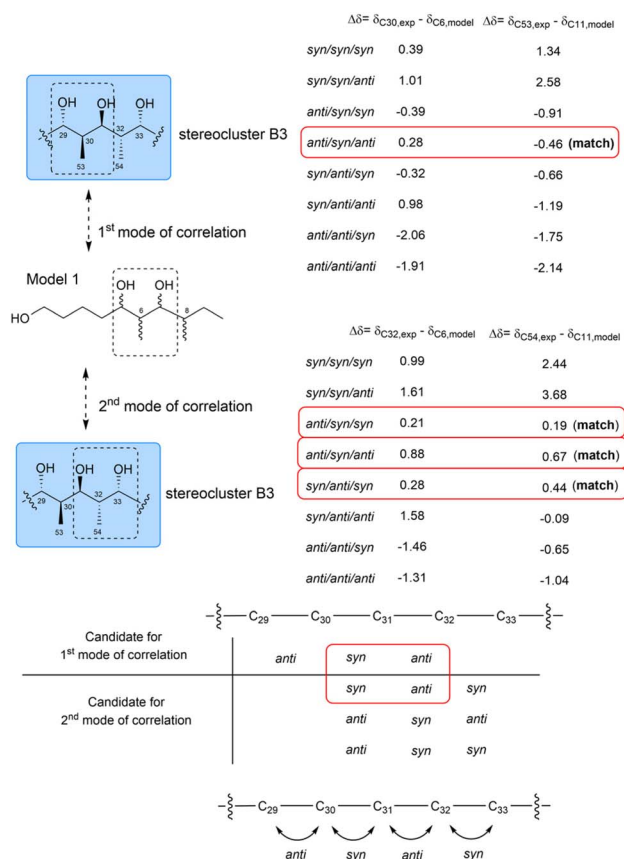 Δδ= δC30,exp - δC6,model Δδ= δC53,exp - δC11,model
syn/syn/syn 0.39 1.34
syn/syn/anti 1.01 2.58
anti/syn/syn -0.39 -0.91
anti/syn/anti 0.28 -0.46 (match)
syn/anti/syn -0.32 -0.66
syn/anti/anti 0.98 -1.19
anti/anti/syn -2.06 -1.75
anti/anti/anti -1.91 -2.14
OH OH OH
32
29 30 33
53 54
stereocluster B3
1st mode of correlation
Model 1
OH OH
6 8
HO
2nd mode of correlation
Δδ= δC32,exp - δC6,model Δδ= δC54,exp - δC11,model
syn/syn/syn 0.99 2.44
syn/syn/anti 1.61 3.68
anti/syn/syn 0.21 0.19 (match)
anti/syn/anti 0.88 0.67 (match)
syn/anti/syn 0.28 0.44 (match)
syn/anti/anti 1.58 -0.09
anti/anti/syn -1.46 -0.65
anti/anti/anti -1.31 -1.04
OH OH OH
32
29 30 33
53 54
stereocluster B3
C29 C30 C31 C32 C33
Candidate for
1st mode of correlation
anti syn anti
Candidate for
2nd mode of correlation
syn anti syn
anti syn anti
anti syn syn
C29 C30 C31 C32 C33
anti syn anti syn